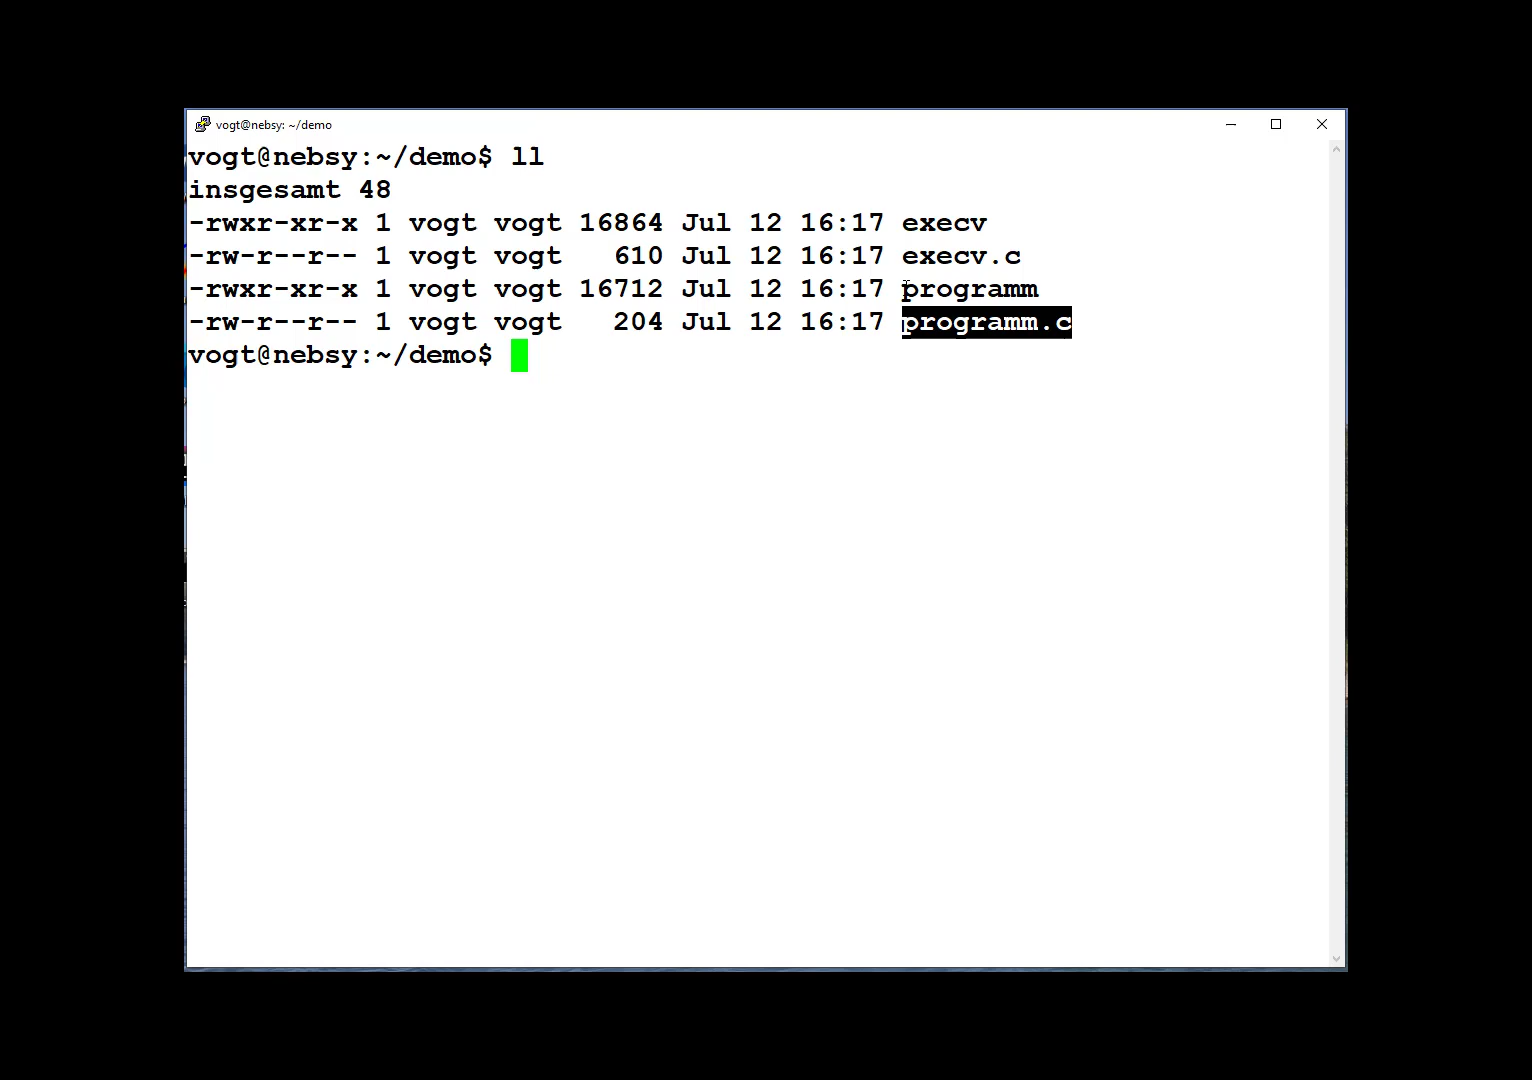 vogt@nebsy: ~/demo
vogt@nebsy:~/demo$ ll
insgesamt 48
-rwxr-xr-x 1 vogt vogt 16864 Jul 12 16:17 execv
-rw-r--r-- 1 vogt vogt   610 Jul 12 16:17 execv.c
-rwxr-xr-x 1 vogt vogt 16712 Jul 12 16:17 programm
-rw-r--r-- 1 vogt vogt   204 Jul 12 16:17 programm.c
vogt@nebsy:~/demo$